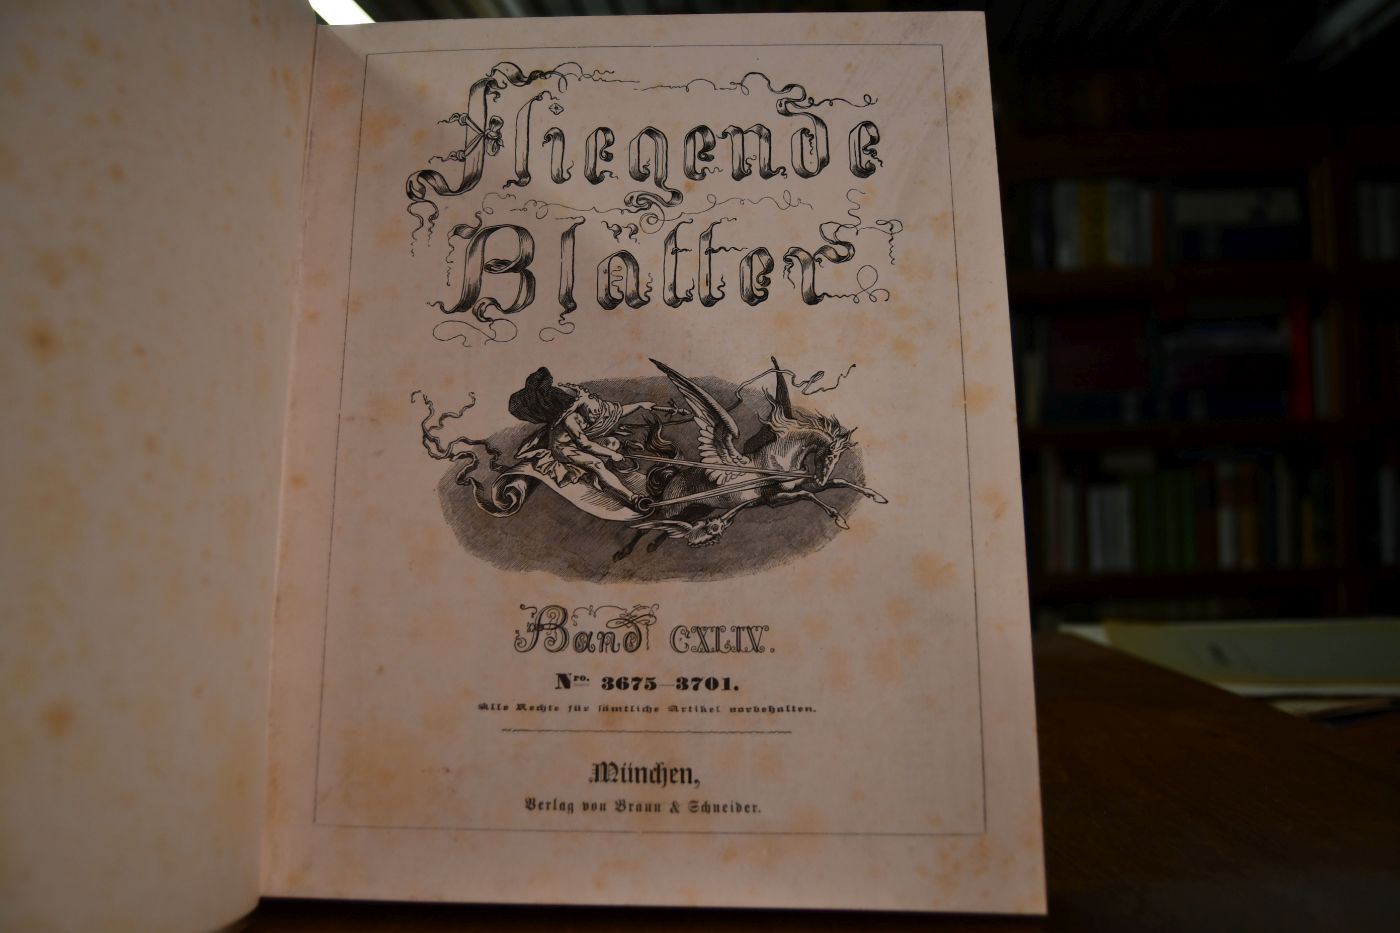 Fliegende
Blätter
Band CXLIV.
Nro. 3675-3701.
Alle Rechte für sämtliche Artikel vorbehalten.
München,
Verlag von Braun & Schneider.